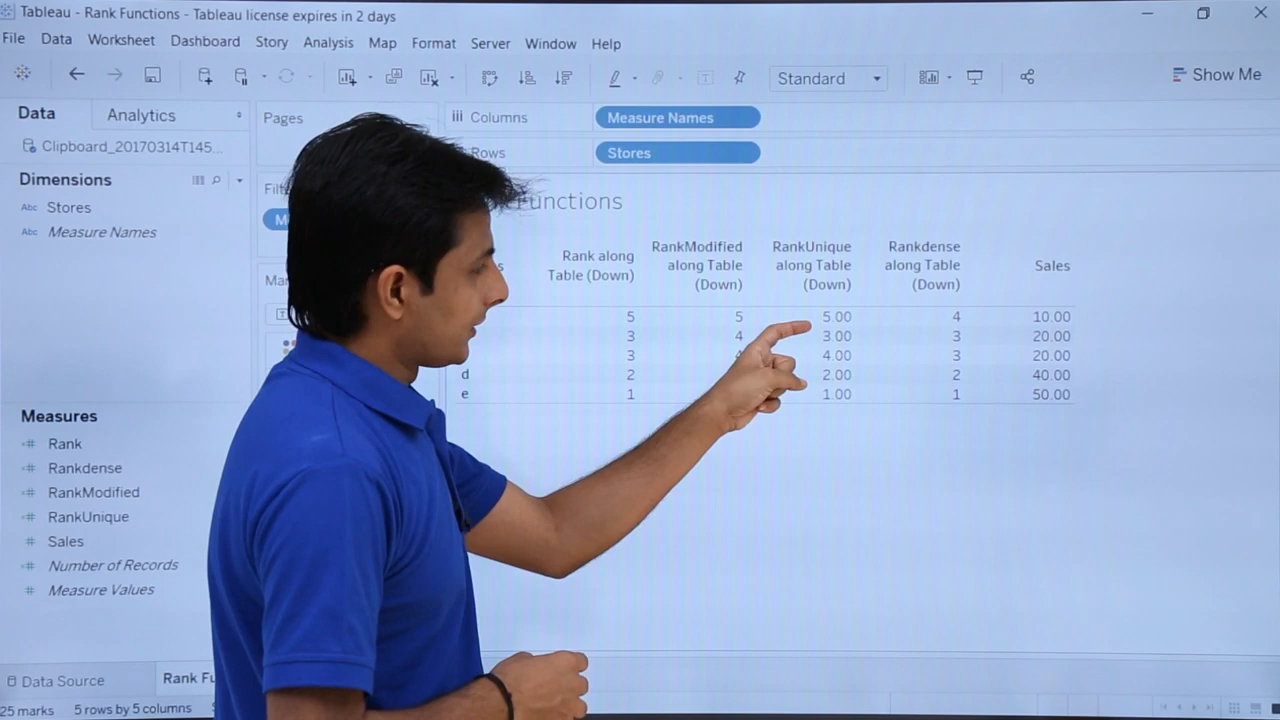 Tableau - Rank Functions - Tableau license expires in 2 days
File Data Worksheet Dashboard Story Analysis Map Format Server Window Help
Standard
Show Me
Data Analytics
Pages
iii Columns Measure Names
Clipboard_20170314T145...
Rows Stores
Dimensions
Abc Stores
Abc Measure Names
Functions
Rank along Table (Down) RankModified along Table (Down) RankUnique along Table (Down) Rankdense along Table (Down) Sales
5 5 5.00 4 10.00
3 4 3.00 3 20.00
3 4.00 3 20.00
d 2 2.00 2 40.00
e 1 1.00 1 50.00
Measures
Rank
Rankdense
RankModified
RankUnique
Sales
Number of Records
Measure Values
Data Source Rank Fu
25 marks 5 rows by 5 columns